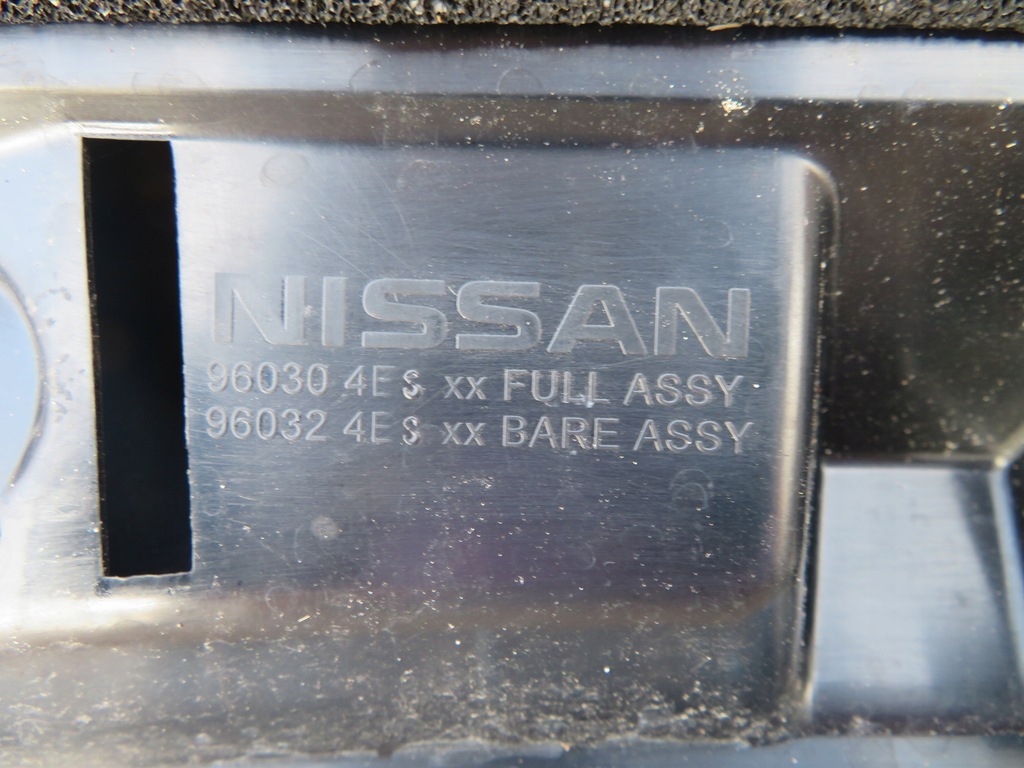 NISSAN
96030 4ES xx FULL ASSY
96032 4ES xx BARE ASSY